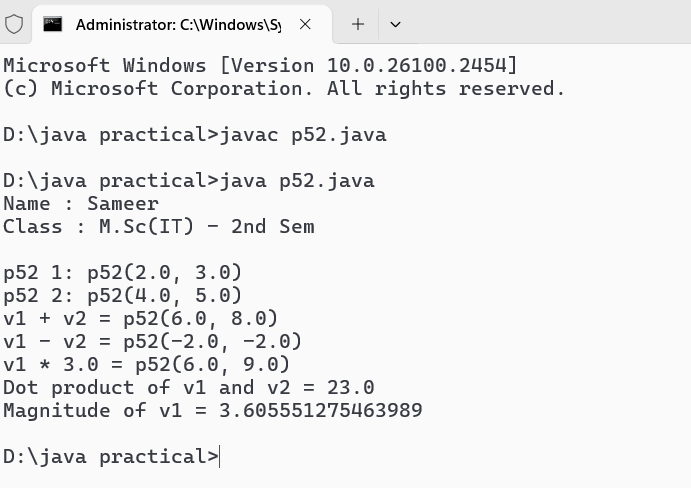 Administrator: C:\Windows\Sy
Microsoft Windows [Version 10.0.26100.2454]
(c) Microsoft Corporation. All rights reserved.
D:\java practical>javac p52.java
D:\java practical>java p52.java
Name : Sameer
Class : M.Sc(IT) - 2nd Sem
p52 1: p52(2.0, 3.0)
p52 2: p52(4.0, 5.0)
v1 + v2 = p52(6.0, 8.0)
v1 - v2 = p52(-2.0, -2.0)
v1 * 3.0 = p52(6.0, 9.0)
Dot product of v1 and v2 = 23.0
Magnitude of v1 = 3.605551275463989
D:\java practical>